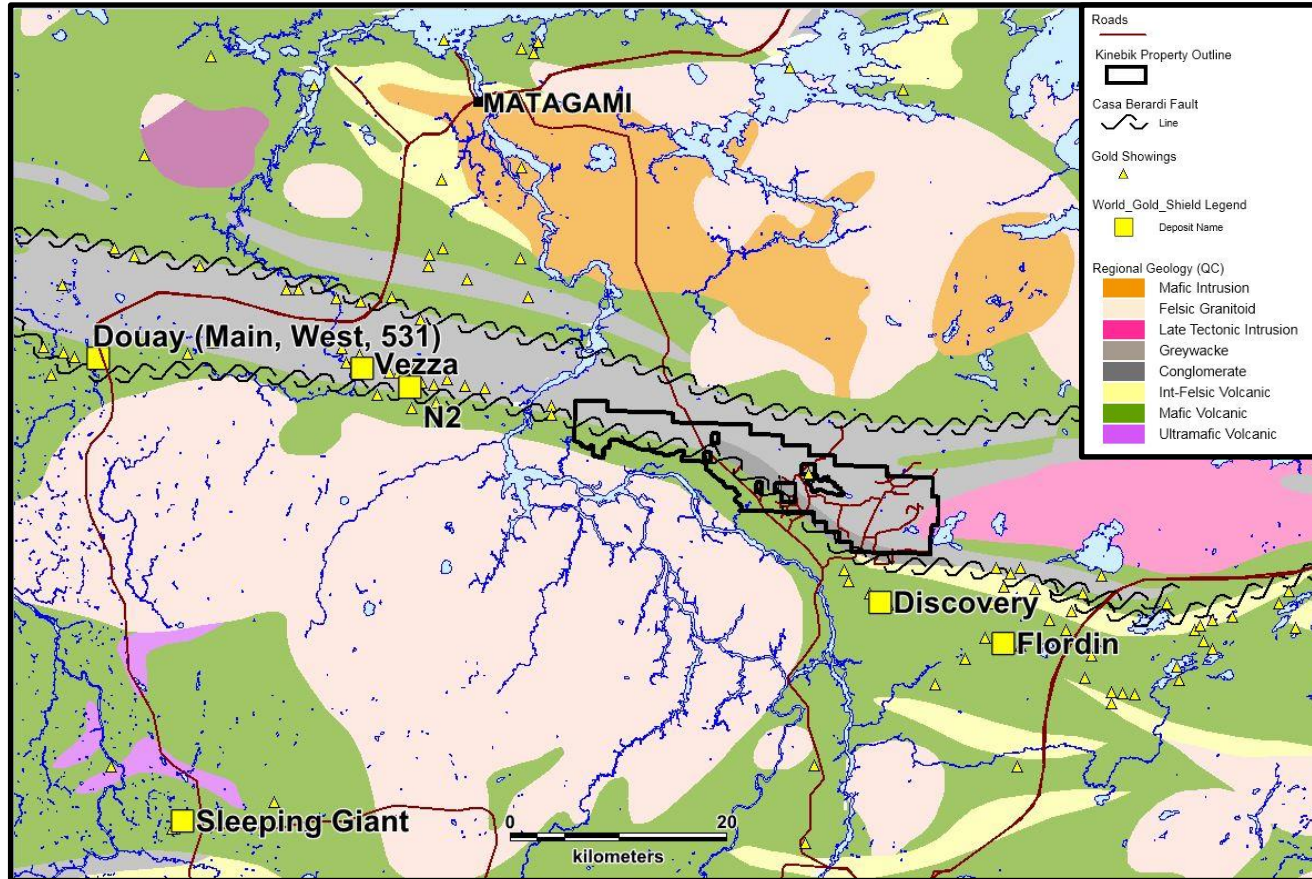 Roads
Kinebik Property Outline
Casa Berardi Fault
Line
Gold Showings
World_Gold_Shield Legend
Deposit Name
Regional Geology (QC)
Mafic Intrusion
Felsic Granitoid
Late Tectonic Intrusion
Greywacke
Conglomerate
Int-Felsic Volcanic
Mafic Volcanic
Ultramafic Volcanic
MATAGAMI
Douay (Main, West, 531)
Vezza
N2
Discovery
Flordin
Sleeping Giant
0 20
kilometers